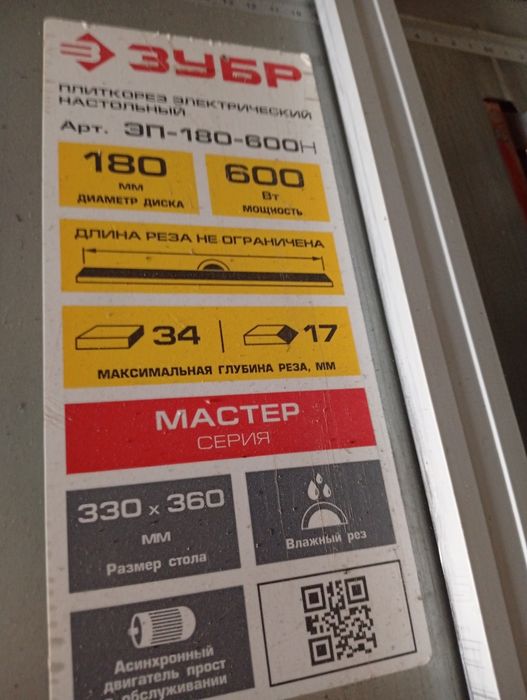 ЗУБР
ПЛИТКОРЕЗ ЭЛЕКТРИЧЕСКИЙ
НАСТОЛЬНЫЙ
Арт. ЭП-180-600Н
180
мм
ДИАМЕТР ДИСКА
600
Вт
МОЩНОСТЬ
ДЛИНА РЕЗА НЕ ОГРАНИЧЕНА
34 17
МАКСИМАЛЬНАЯ ГЛУБИНА РЕЗА, ММ
МАСТЕР
СЕРИЯ
330 x 360
мм
Размер стола
Влажный рез
Асинхронный
двигатель прост
обслуживании